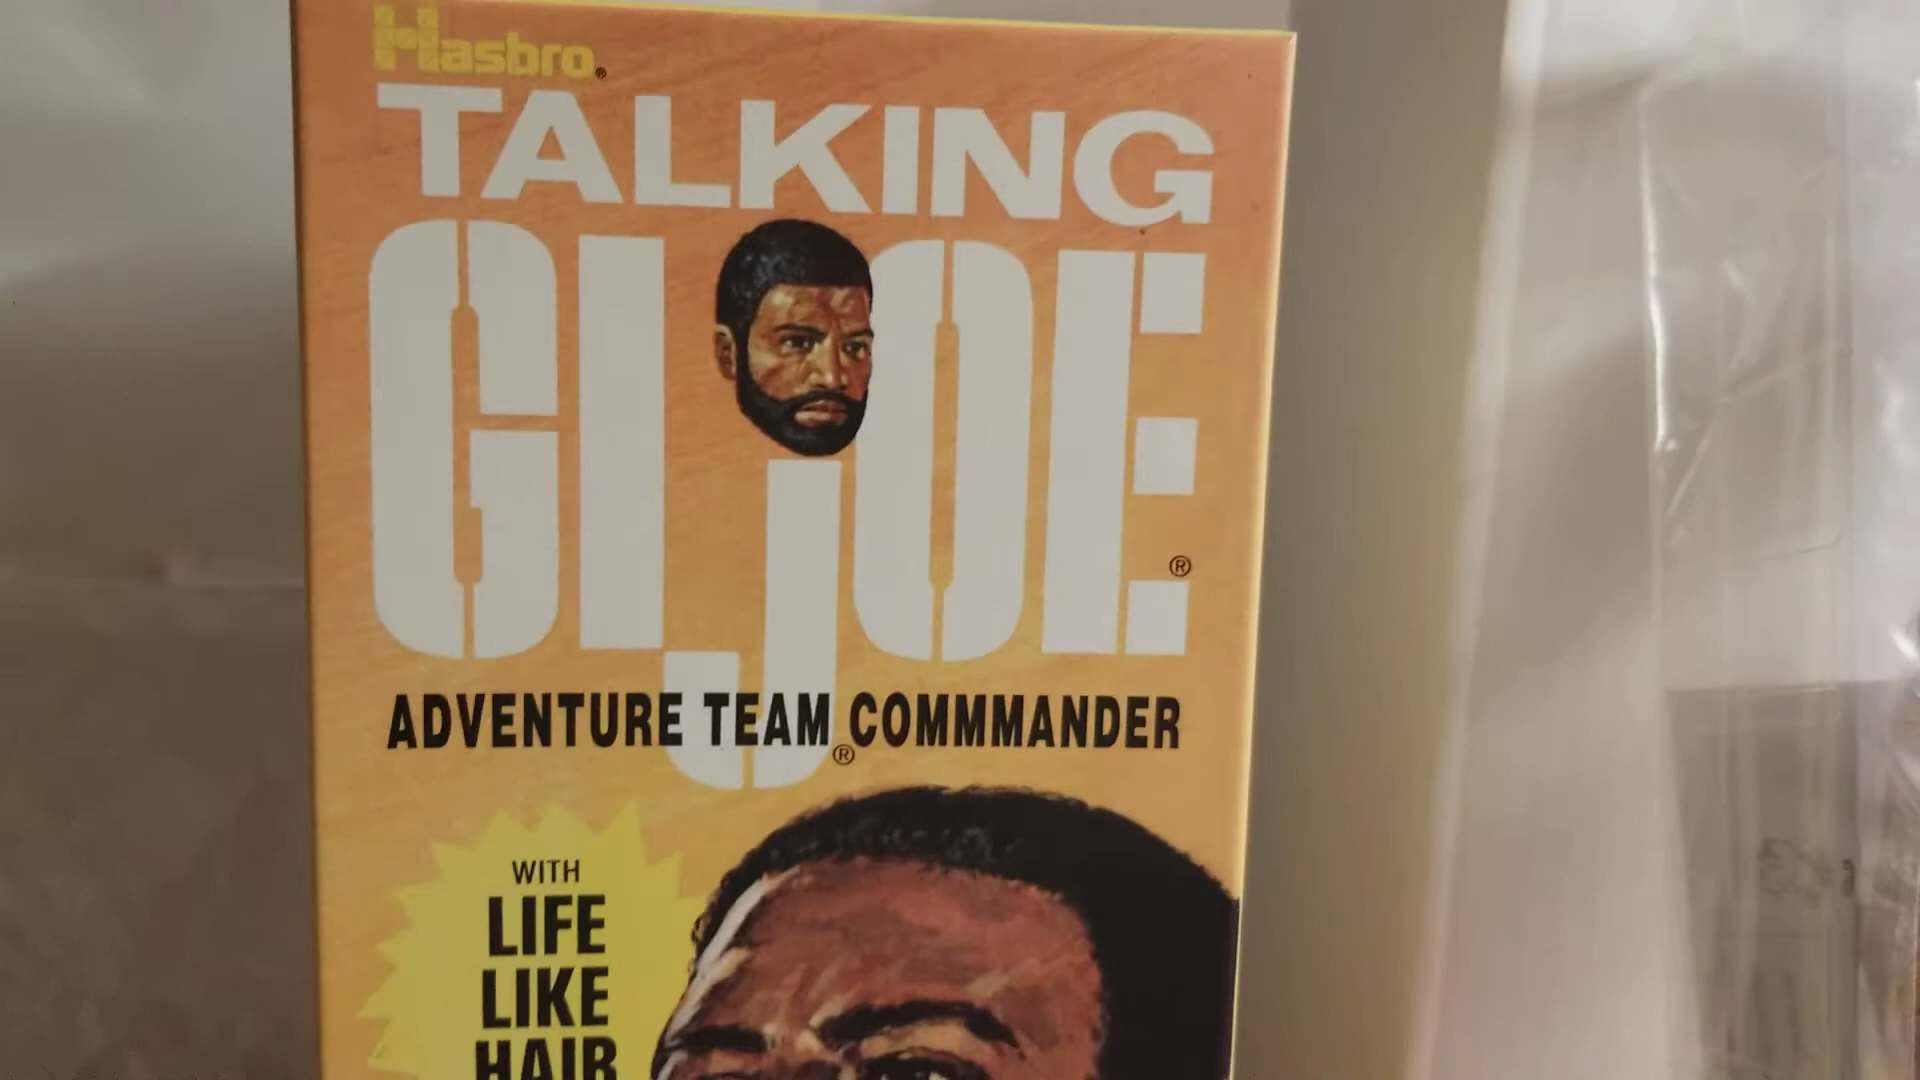 Hasbro®
TALKING
GI JOE®
ADVENTURE TEAM® COMMMANDER
WITH
LIFE
LIKE
HAIR